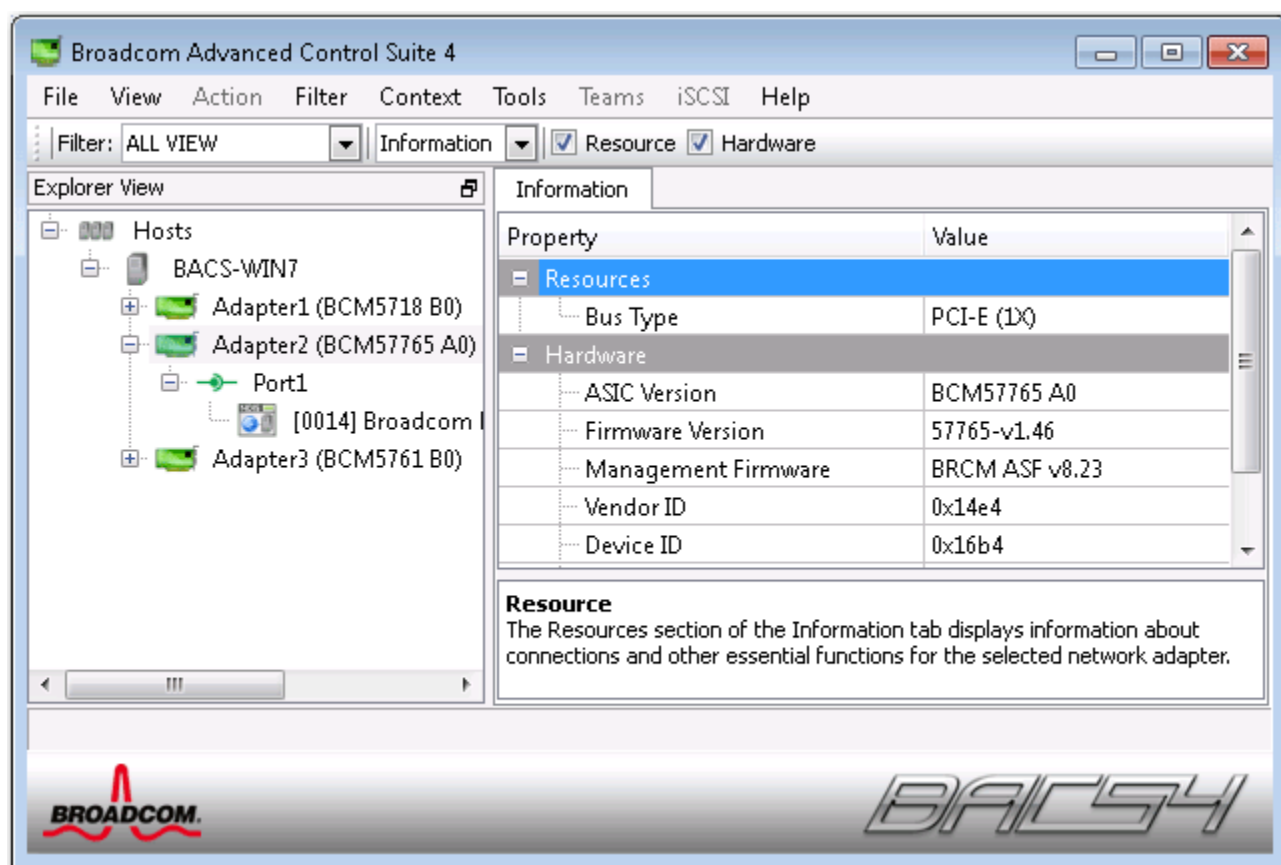 Broadcom Advanced Control Suite 4
File View Action Filter Context Tools Teams iSCSI Help
Filter: ALL VIEW Information Resource Hardware
Explorer View
Hosts
BACS-WIN7
Adapter1 (BCM5718 B0)
Adapter2 (BCM57765 A0)
Port1
[0014] Broadcom
Adapter3 (BCM5761 B0)
Information
Property Value
Resources
Bus Type PCI-E (1X)
Hardware
ASIC Version BCM57765 A0
Firmware Version 57765-v1.46
Management Firmware BRCM ASF v8.23
Vendor ID 0x14e4
Device ID 0x16b4
Resource
The Resources section of the Information tab displays information about
connections and other essential functions for the selected network adapter.
BROADCOM.
BACS4